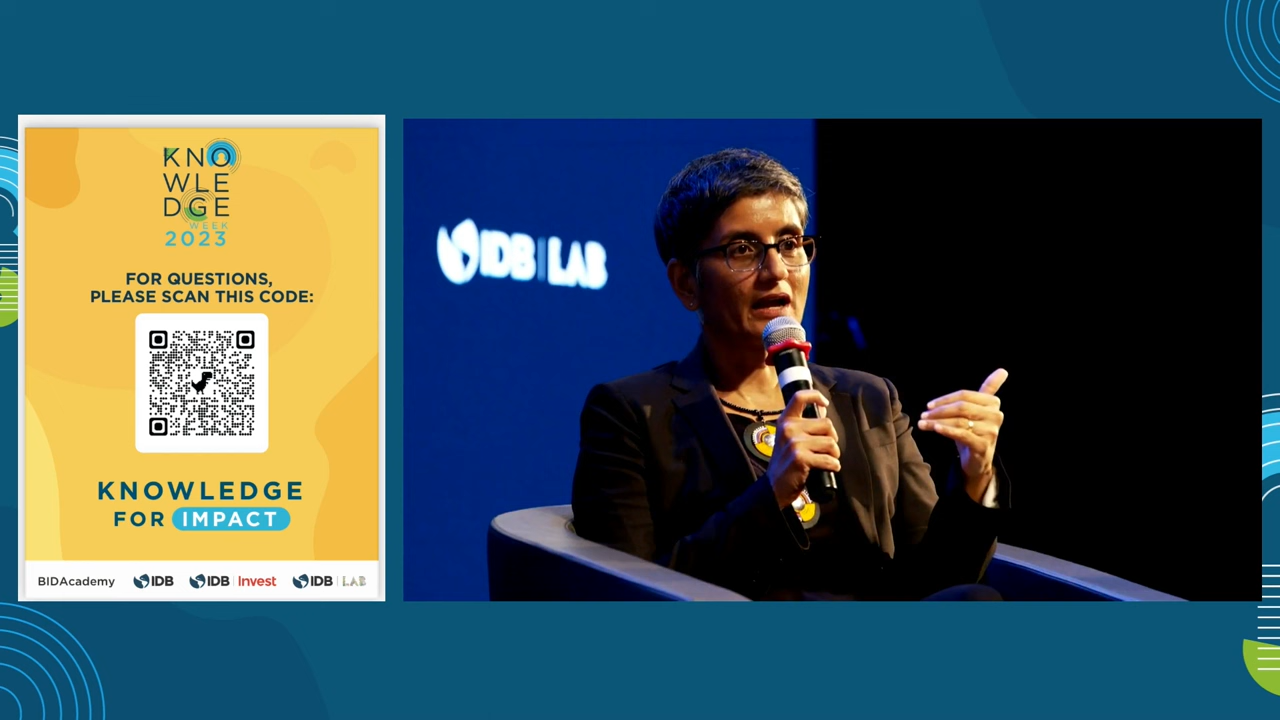 KNO
WLE
DGE
WEEK
2023
FOR QUESTIONS,
PLEASE SCAN THIS CODE:
KNOWLEDGE
FOR IMPACT
BIDAcademy IDB IDB | Invest IDB | LAB
IDB | LAB